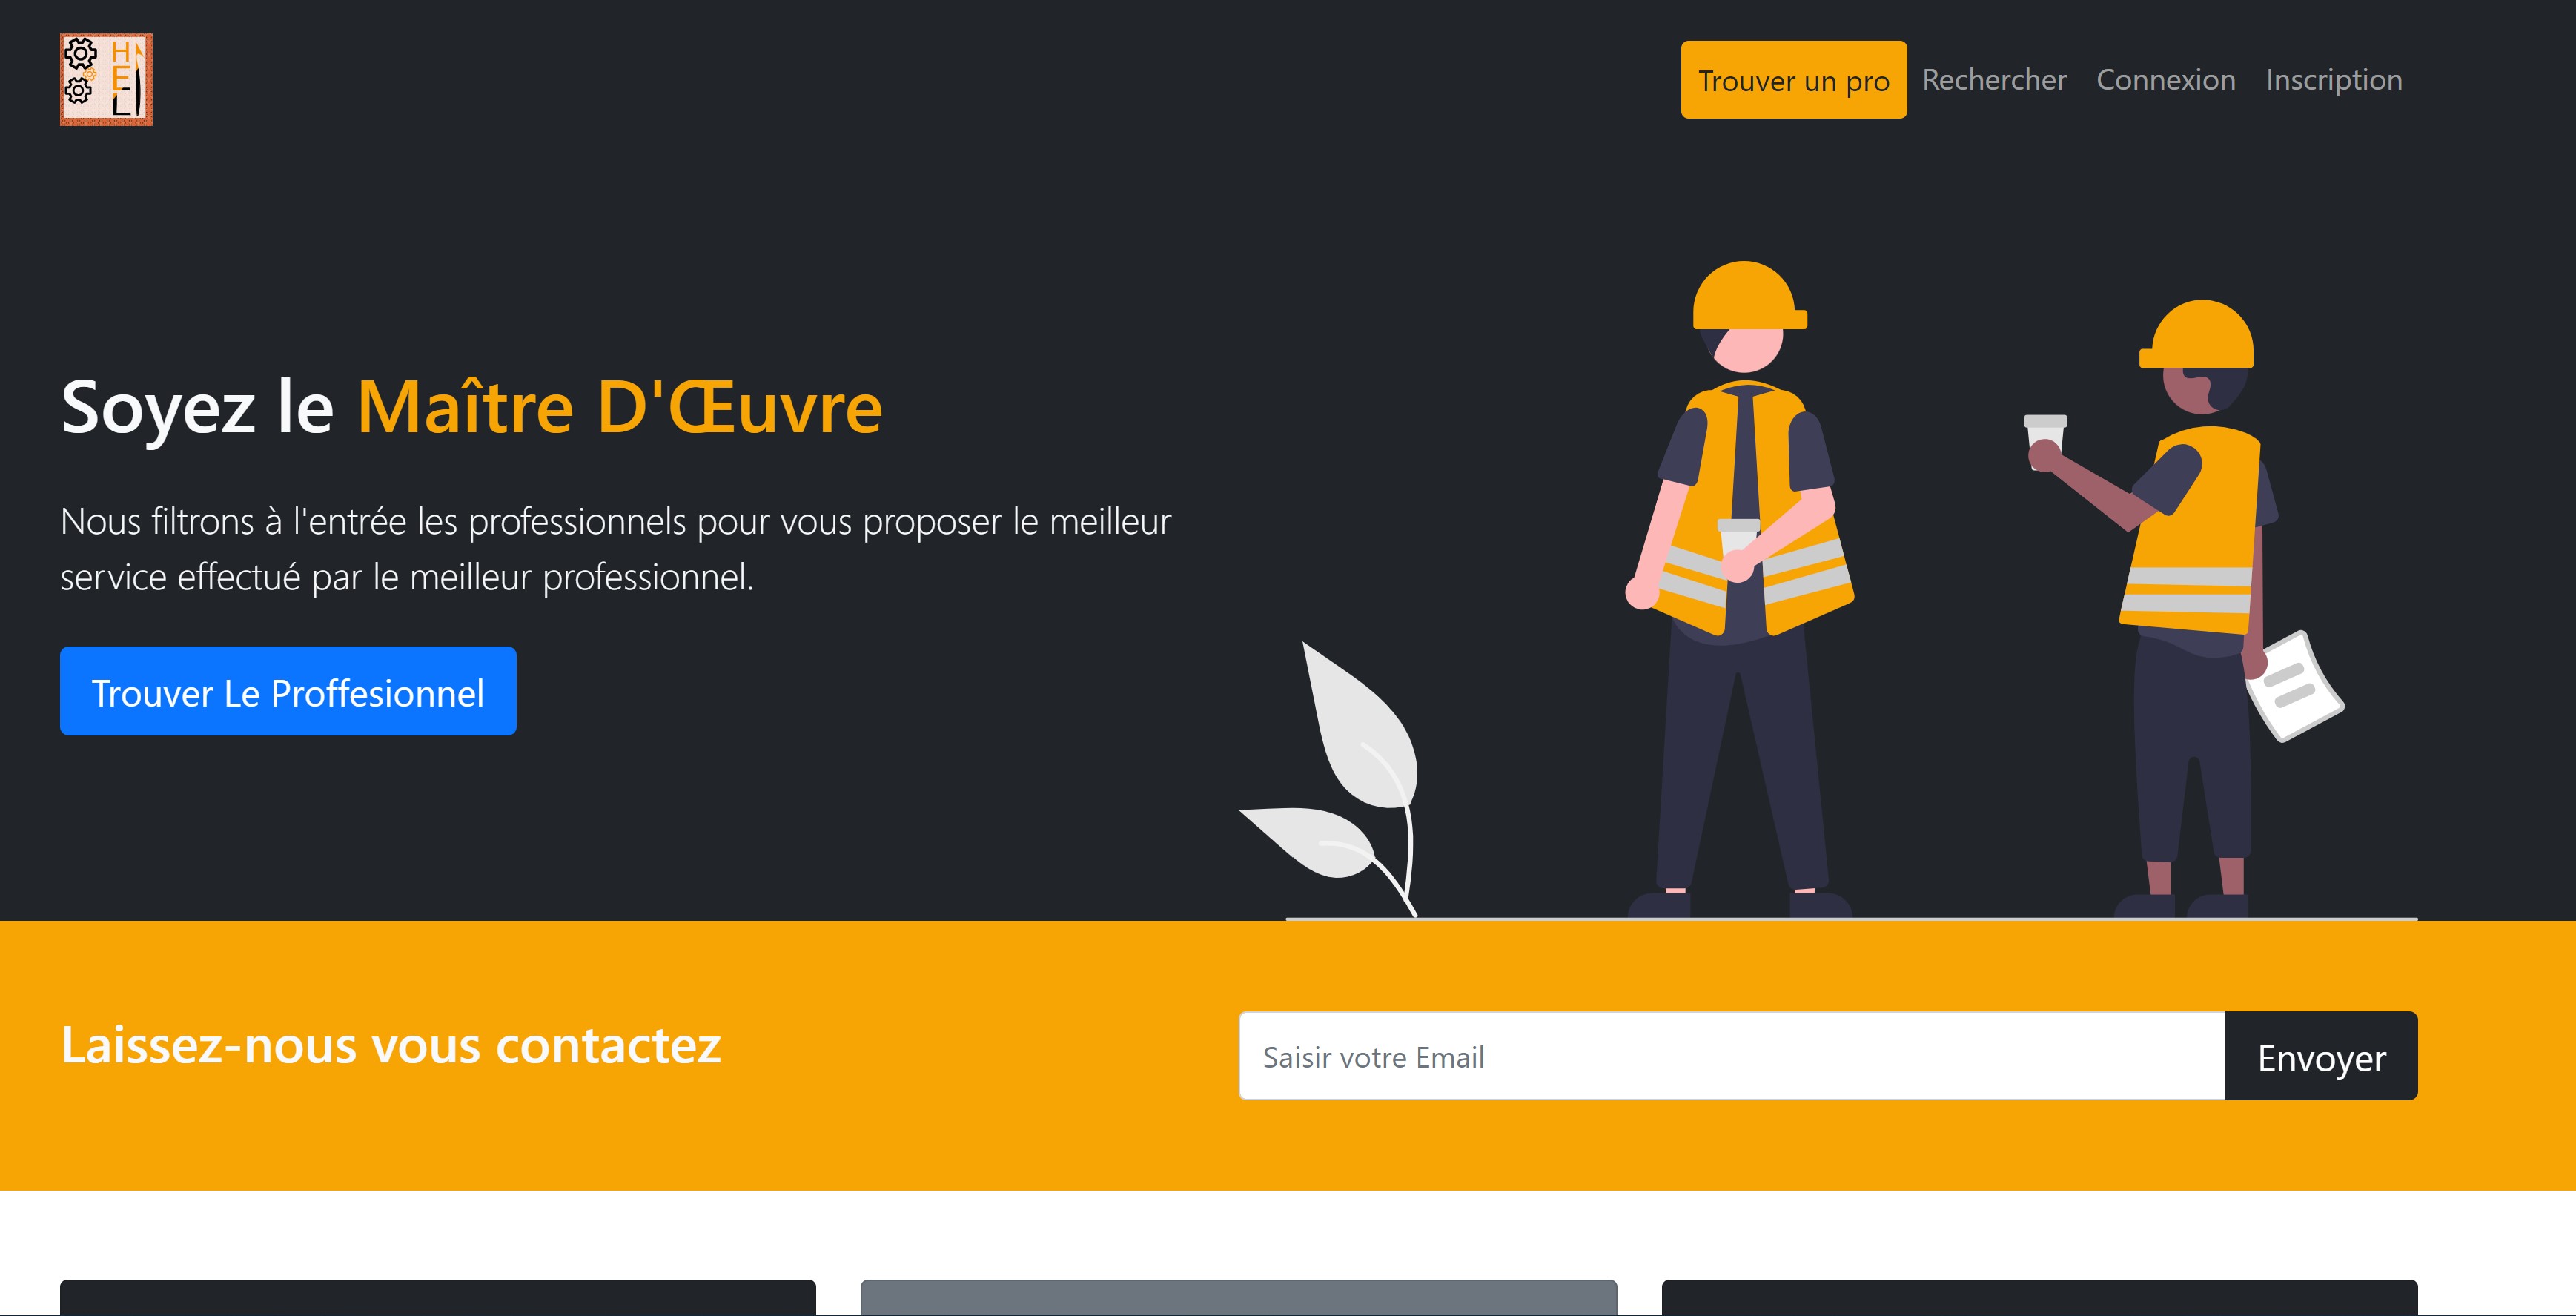 HEL
Trouver un pro
Rechercher
Connexion
Inscription
Soyez le Maître D'Œuvre
Nous filtrons à l'entrée les professionnels pour vous proposer le meilleur
service effectué par le meilleur professionnel.
Trouver Le Proffesionnel
Laissez-nous vous contactez
Saisir votre Email
Envoyer